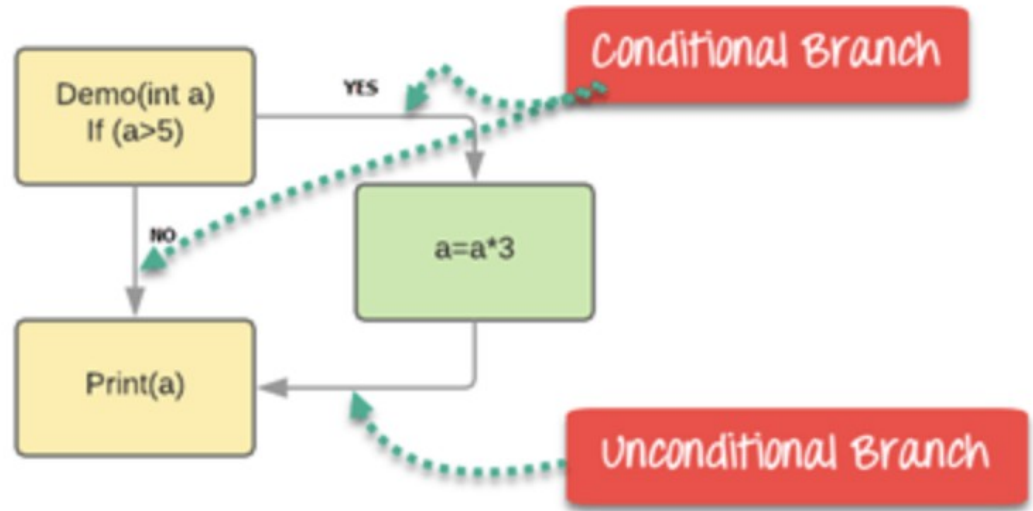 Conditional Branch
Demo(int a)
If (a>5)
YES
NO
a=a*3
Print(a)
Unconditional Branch